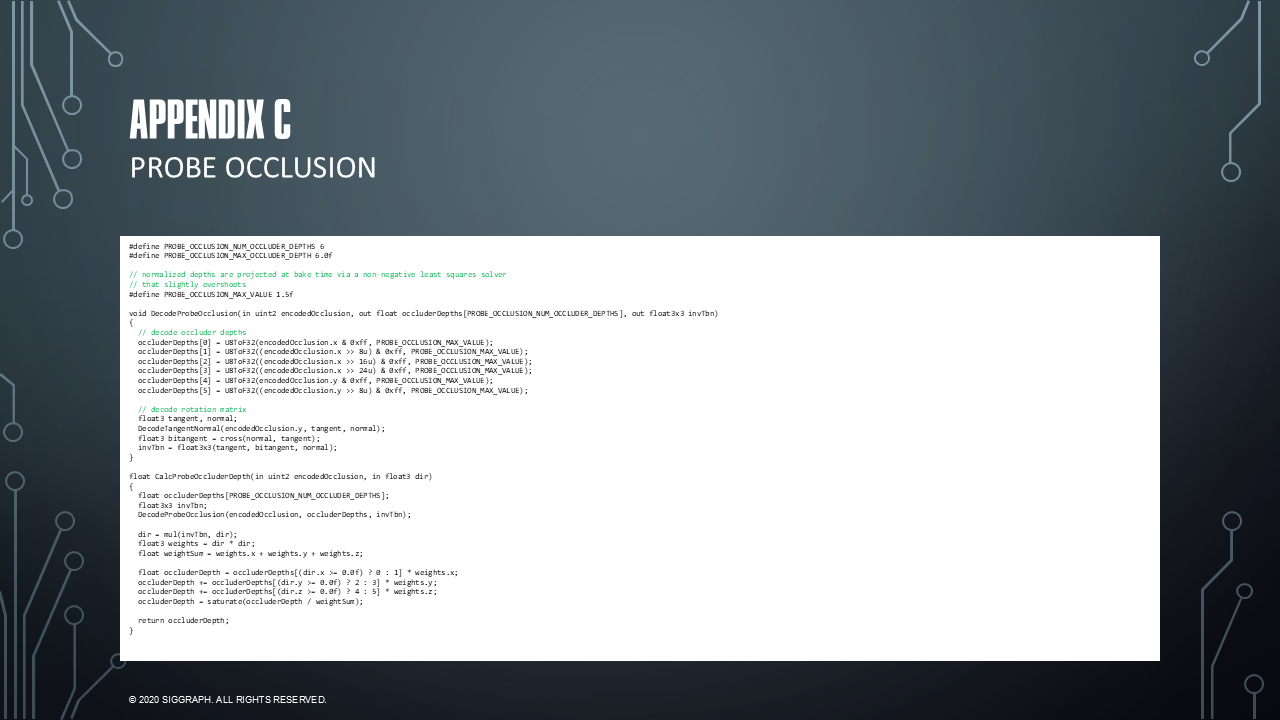 APPENDIX C
PROBE OCCLUSION
#define PROBE_OCCLUSION_NUM_OCCLUDER_DEPTHS 6
#define PROBE_OCCLUSION_MAX_OCCLUDER_DEPTH 6.0f
// normalized depths are projected at bake time via a non-negative least squares solver
// that slightly overshoots
#define PROBE_OCCLUSION_MAX_VALUE 1.5f
void DecodeProbeOcclusion(in uint2 encodedOcclusion, out float occluderDepths[PROBE_OCCLUSION_NUM_OCCLUDER_DEPTHS], out float3x3 invTbn)
{
// decode occluder depths
occluderDepths[0] = U8ToF32(encodedOcclusion.x & 0xff, PROBE_OCCLUSION_MAX_VALUE);
occluderDepths[1] = U8ToF32((encodedOcclusion.x >> 8u) & 0xff, PROBE_OCCLUSION_MAX_VALUE);
occluderDepths[2] = U8ToF32((encodedOcclusion.x >> 16u) & 0xff, PROBE_OCCLUSION_MAX_VALUE);
occluderDepths[3] = U8ToF32((encodedOcclusion.x >> 24u) & 0xff, PROBE_OCCLUSION_MAX_VALUE);
occluderDepths[4] = U8ToF32(encodedOcclusion.y & 0xff, PROBE_OCCLUSION_MAX_VALUE);
occluderDepths[5] = U8ToF32((encodedOcclusion.y >> 8u) & 0xff, PROBE_OCCLUSION_MAX_VALUE);
// decode rotation matrix
float3 tangent, normal;
DecodeTangentNormal(encodedOcclusion.y, tangent, normal);
float3 bitangent = cross(normal, tangent);
invTbn = float3x3(tangent, bitangent, normal);
}
float CalcProbeOccluderDepth(in uint2 encodedOcclusion, in float3 dir)
{
float occluderDepths[PROBE_OCCLUSION_NUM_OCCLUDER_DEPTHS];
float3x3 invTbn;
DecodeProbeOcclusion(encodedOcclusion, occluderDepths, invTbn);
dir = mul(invTbn, dir);
float3 weights = dir * dir;
float weightSum = weights.x + weights.y + weights.z;
float occluderDepth = occluderDepths[(dir.x >= 0.0f) ? 0 : 1] * weights.x;
occluderDepth += occluderDepths[(dir.y >= 0.0f) ? 2 : 3] * weights.y;
occluderDepth += occluderDepths[(dir.z >= 0.0f) ? 4 : 5] * weights.z;
occluderDepth = saturate(occluderDepth / weightSum);
return occluderDepth;
}
© 2020 SIGGRAPH. ALL RIGHTS RESERVED.